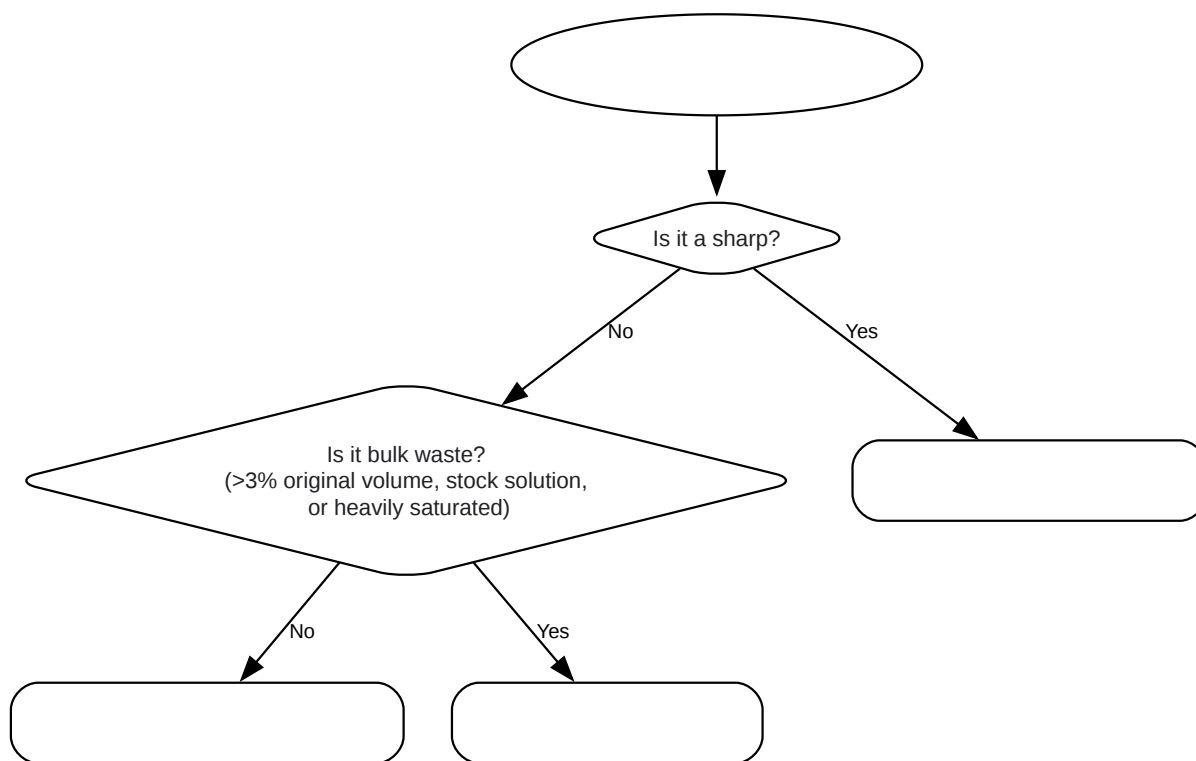 Is it a sharp?
No
Yes
Is it bulk waste?
(>3% original volume, stock solution,
or heavily saturated)
No
Yes